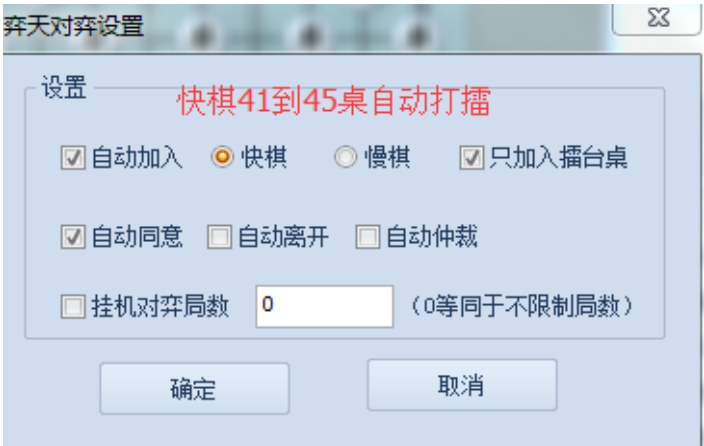 弈天对弈设置
设置
快棋41到45桌自动打擂
自动加入 快棋 慢棋 只加入擂台桌
自动同意 自动离开 自动仲裁
挂机对弈局数 0 （0等同于不限制局数）
确定 取消